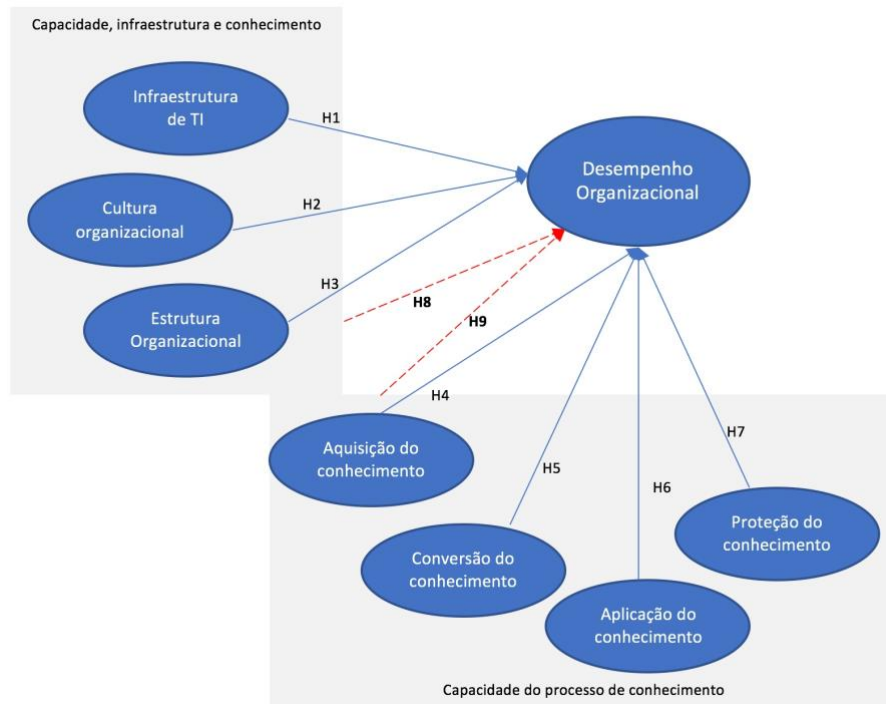 Capacidade, infraestrutura e conhecimento
Infraestrutura
de TI
H1
Desempenho
Organizacional
Cultura
organizacional
H2
H3
Estrutura
Organizacional
H8
H9
H4
Aquisição do
conhecimento
H5
H6
H7
Proteção do
conhecimento
Conversão do
conhecimento
Aplicação do
conhecimento
Capacidade do processo de conhecimento